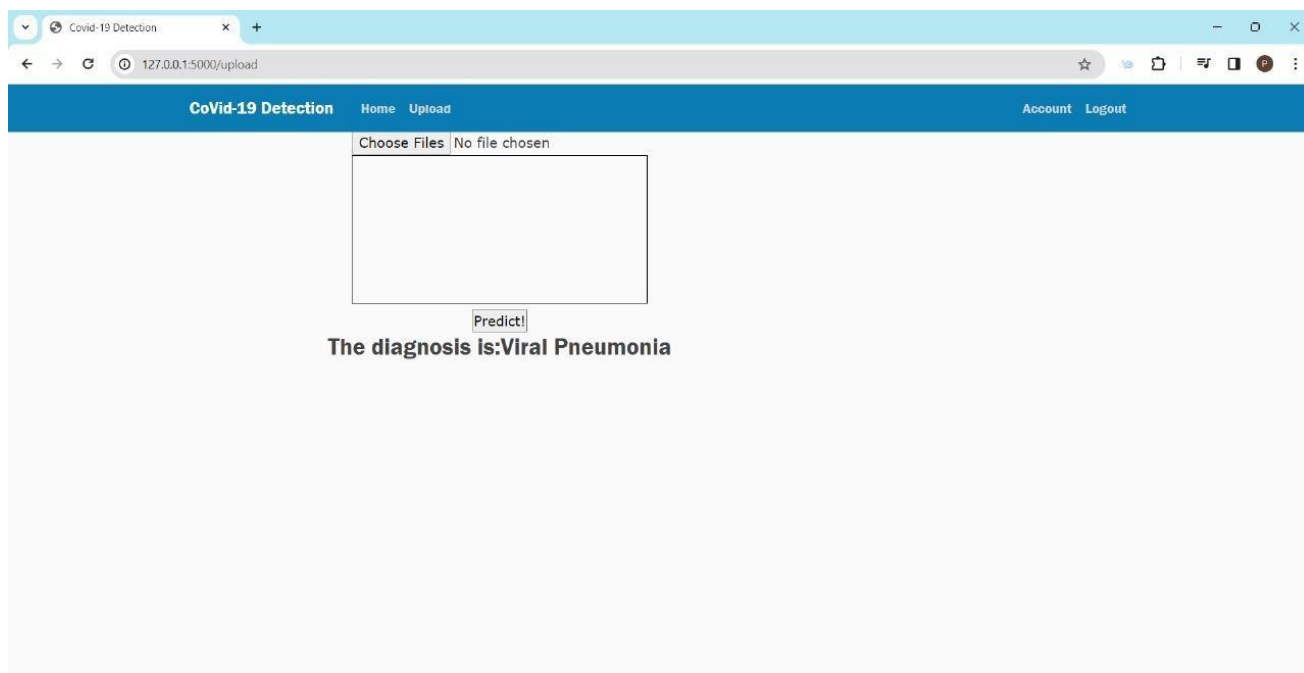 Covid-19 Detection
127.0.0.1:5000/upload
P
CoVid-19 Detection Home Upload Account Logout
Choose Files No file chosen
Predict!
The diagnosis is:Viral Pneumonia